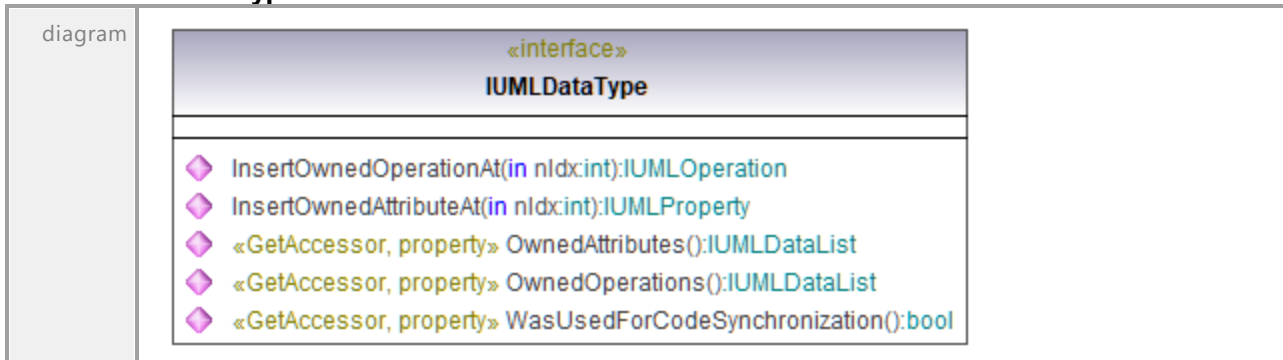 diagram
«interface»
IUMLDataType
InsertOwnedOperationAt(in nIdx:int):IUMLOperation
InsertOwnedAttributeAt(in nIdx:int):IUMLProperty
«GetAccessor, property» OwnedAttributes():IUMLDataList
«GetAccessor, property» OwnedOperations():IUMLDataList
«GetAccessor, property» WasUsedForCodeSynchronization():bool